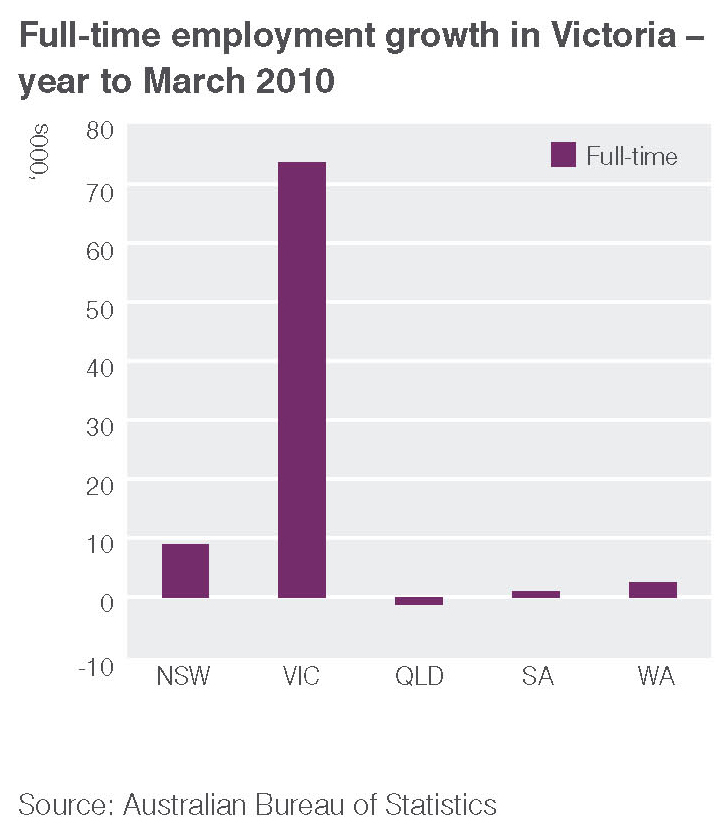 Full-time employment growth in Victoria –
year to March 2010
‘000s
80
Full-time
70
60
50
40
30
20
10
0
-10
NSW VIC QLD SA WA
Source: Australian Bureau of Statistics